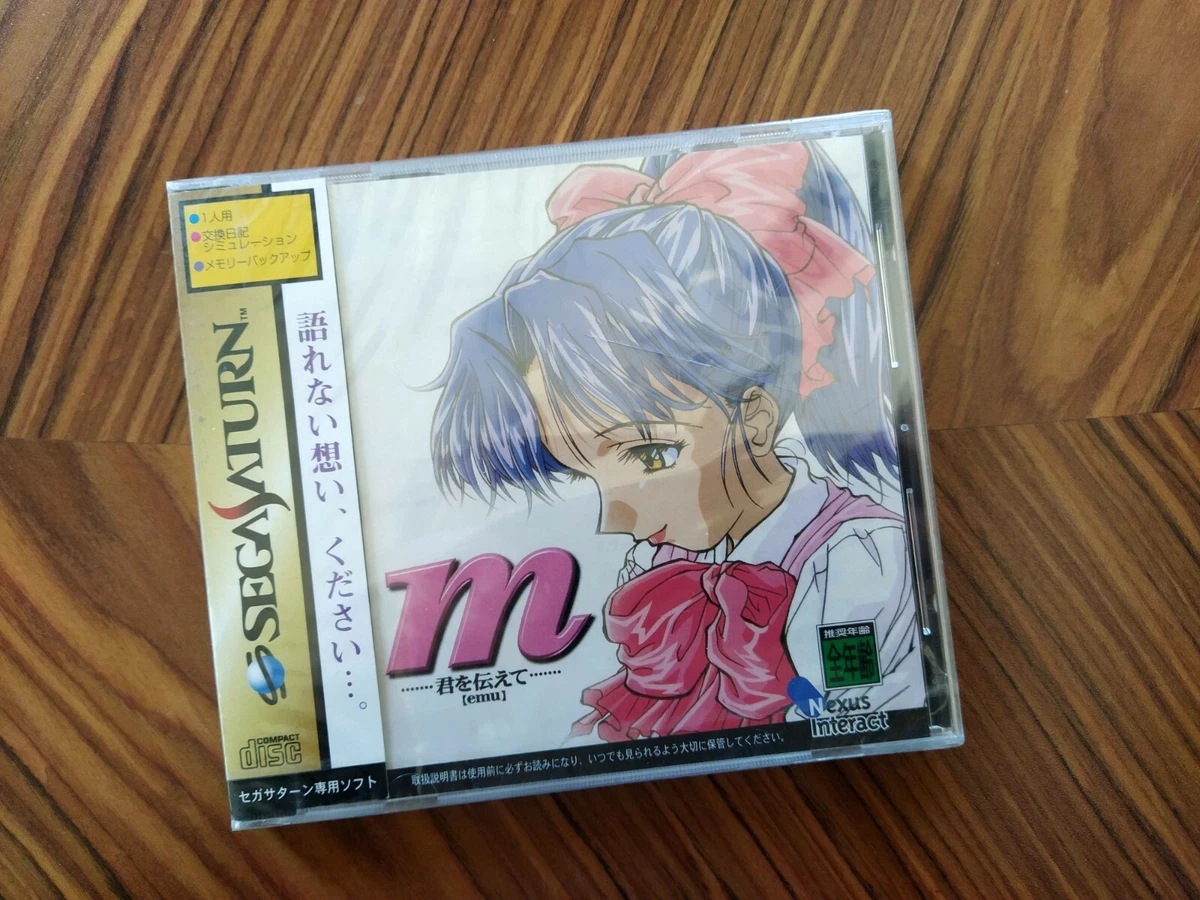 ●1人用
●交換日記
シミュレーション
●メモリーバックアップ
SEGASATURN™
COMPACT
disc
セガサターン専用ソフト
語れない想い、ください…。
m
……君を伝えて……
[emu]
推奨年齢
全年齢
Nexus
Interact
取扱説明書は使用前に必ずお読みになり、いつでも見られるよう大切に保管してください。